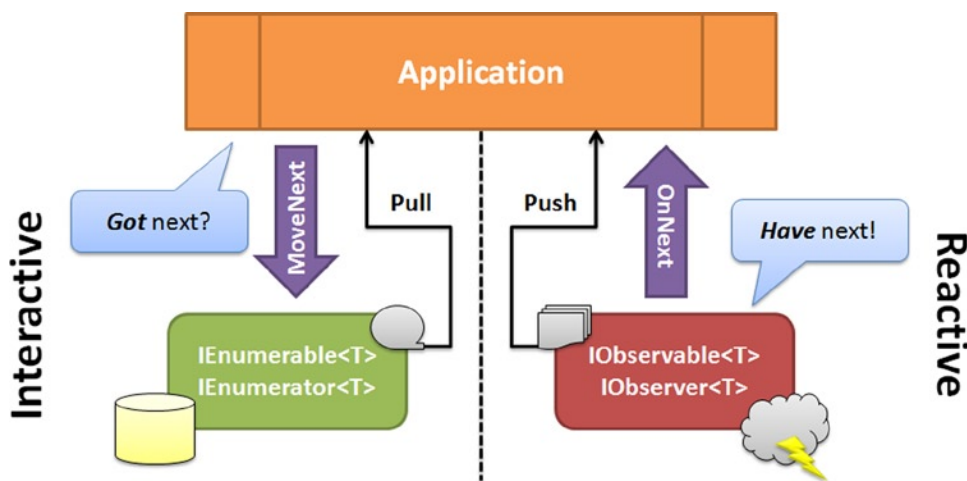 Application
Interactive
Got next?
MoveNext
Pull
IEnumerable<T>
IEnumerator<T>
Push
OnNext
Have next!
IObservable<T>
IObserver<T>
Reactive